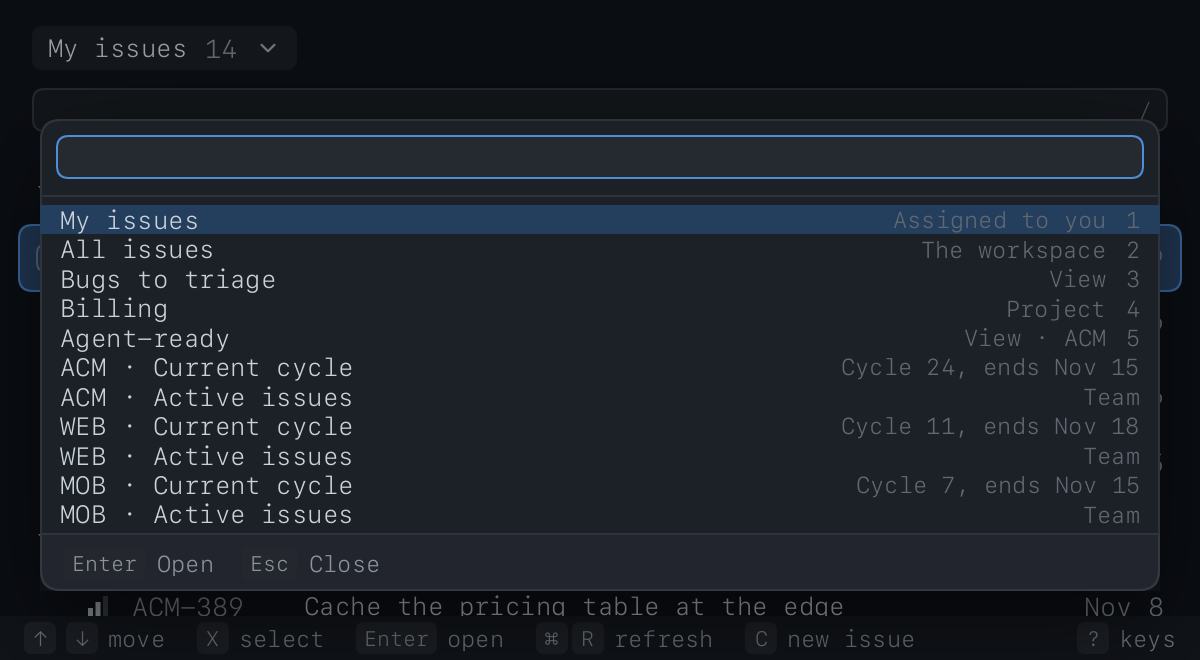 My issues 14
/
My issues Assigned to you 1
All issues The workspace 2
Bugs to triage View 3
Billing Project 4
Agent–ready View · ACM 5
ACM · Current cycle Cycle 24, ends Nov 15
ACM · Active issues Team
WEB · Current cycle Cycle 11, ends Nov 18
WEB · Active issues Team
MOB · Current cycle Cycle 7, ends Nov 15
MOB · Active issues Team
Enter Open Esc Close
ACM–389 Cache the pricing table at the edge Nov 8
↑ ↓ move X select Enter open ⌘ R refresh C new issue ? keys